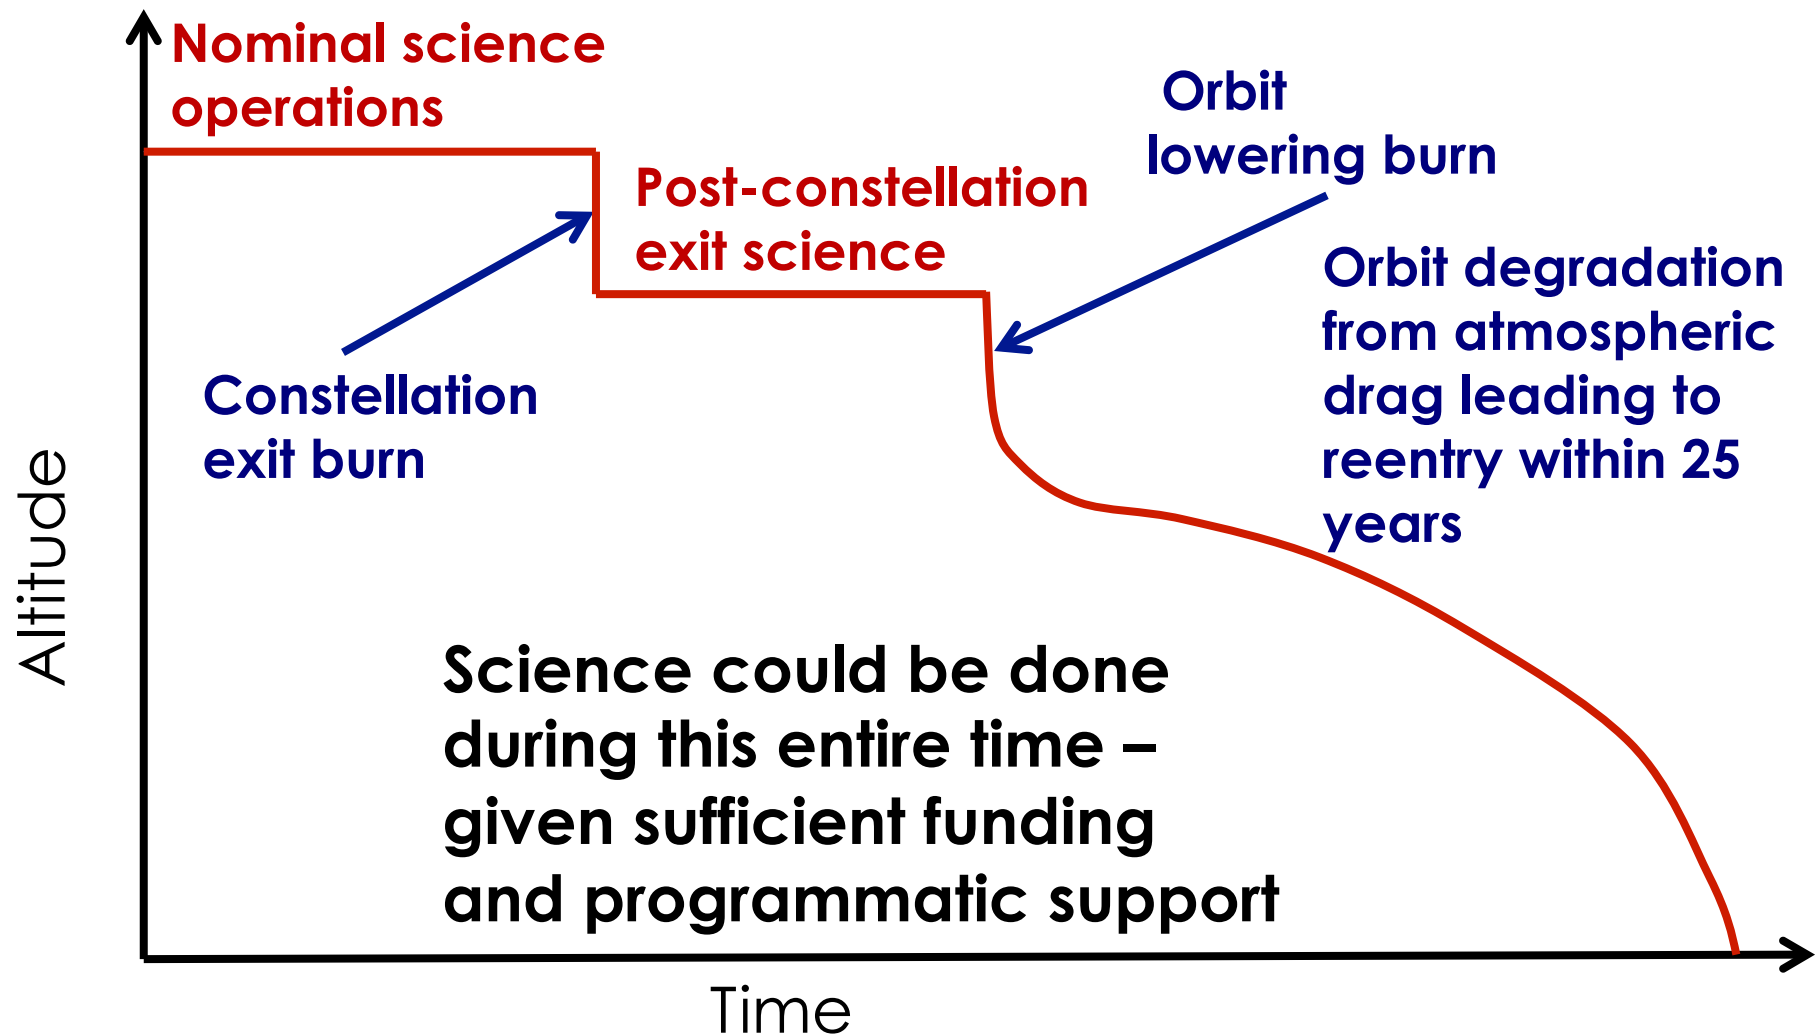 Nominal science
operations
Orbit
lowering burn
Post-constellation
exit science
Orbit degradation
from atmospheric
drag leading to
reentry within 25
years
Constellation
exit burn
Altitude
Science could be done
during this entire time –
given sufficient funding
and programmatic support
Time